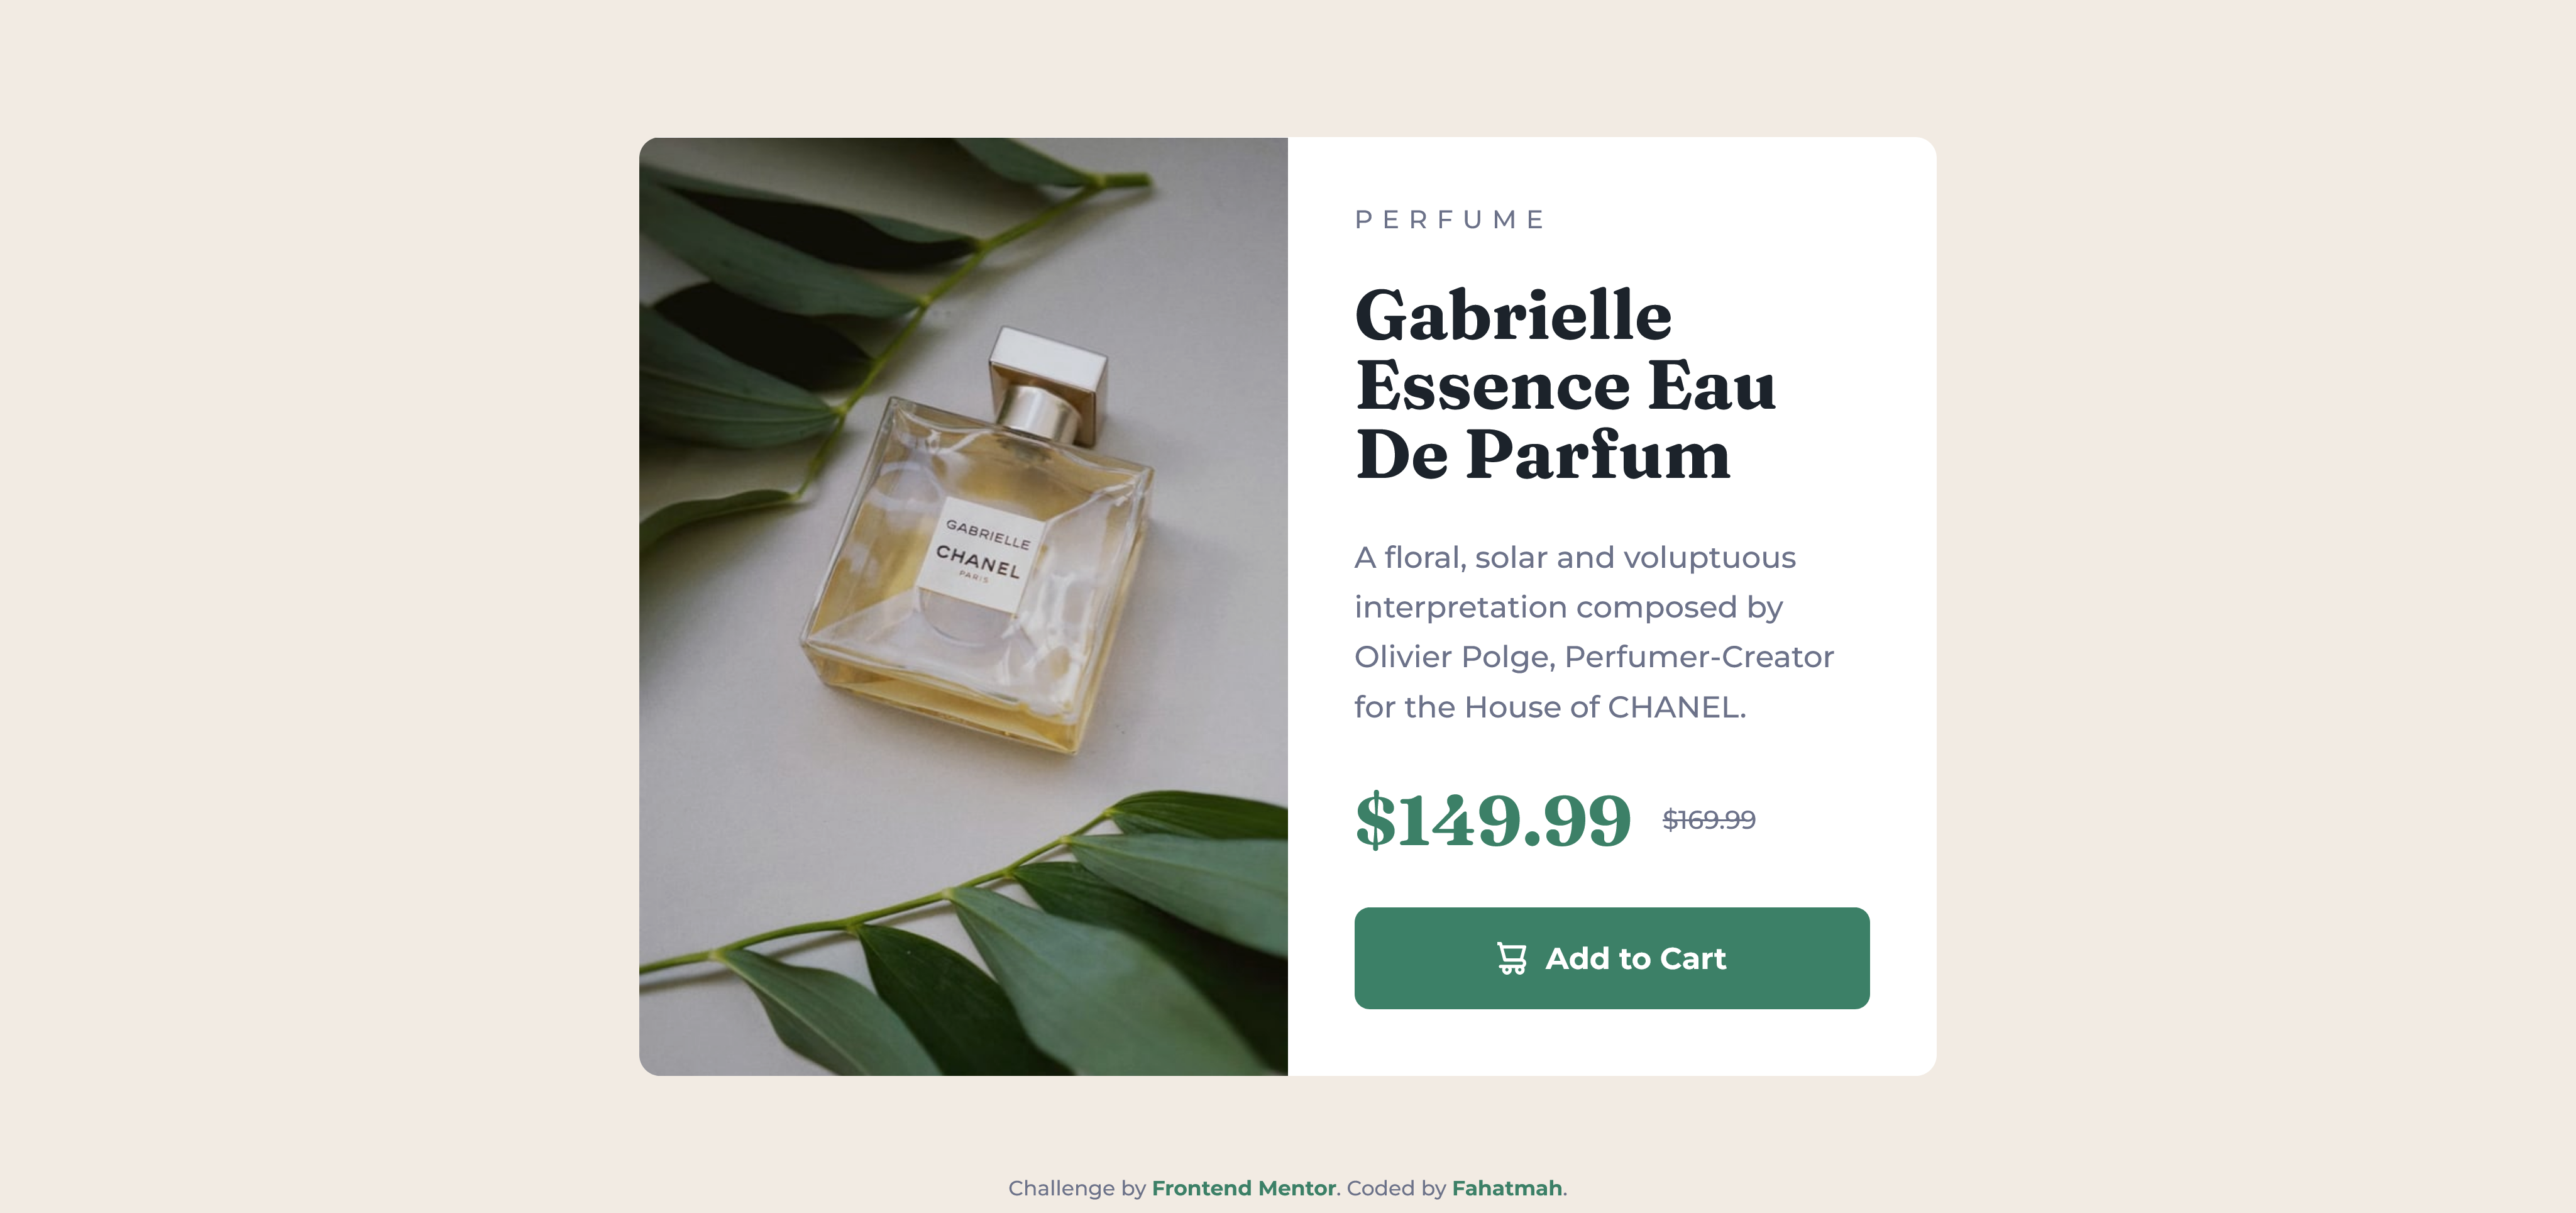 GABRIELLE
CHANEL
PARIS
PERFUME
Gabrielle
Essence Eau
De Parfum
A floral, solar and voluptuous
interpretation composed by
Olivier Polge, Perfumer-Creator
for the House of CHANEL.
$149.99 $169.99
Add to Cart
Challenge by Frontend Mentor. Coded by Fahatmah.